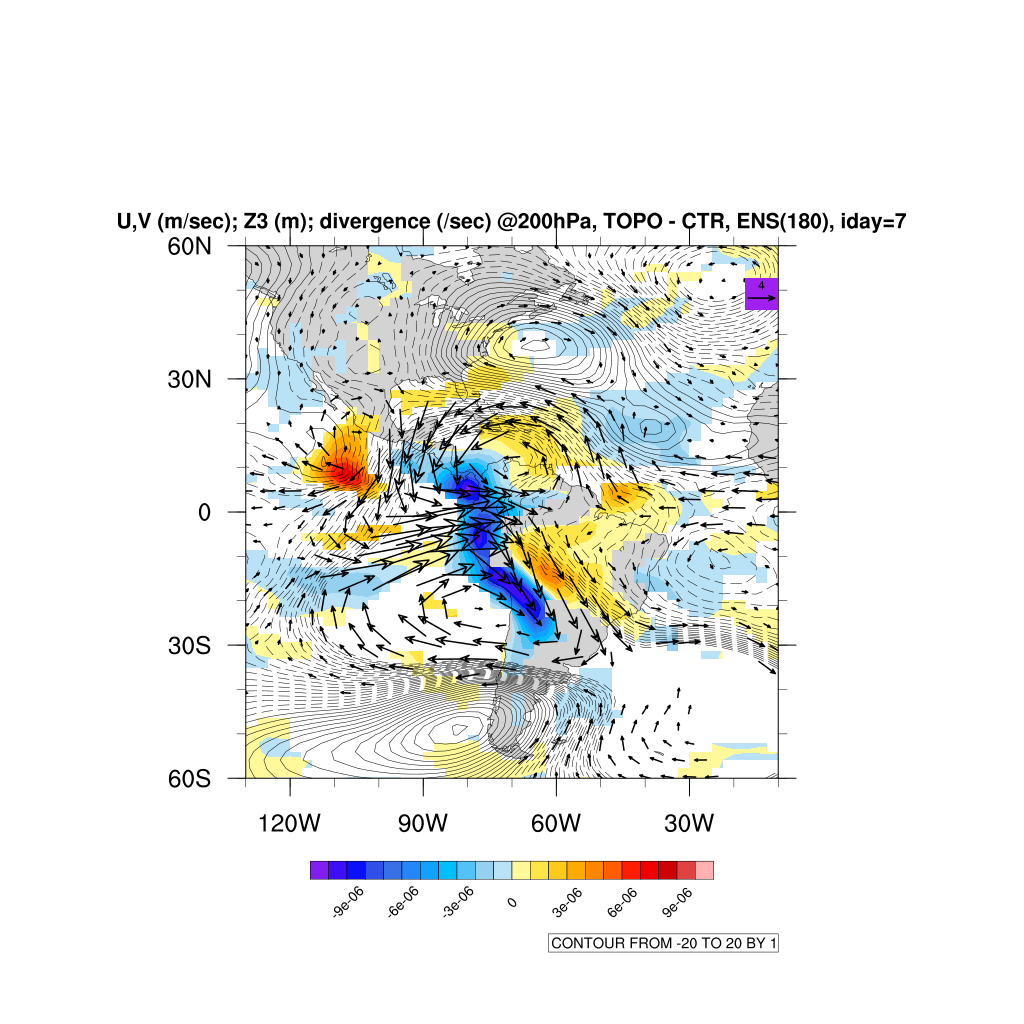 U,V (m/sec); Z3 (m); divergence (/sec) @200hPa, TOPO - CTR, ENS(180), iday=7
60N
4
30N
0
30S
60S
120W 90W 60W 30W
-9e-06 -6e-06 -3e-06 0 3e-06 6e-06 9e-06
CONTOUR FROM -20 TO 20 BY 1